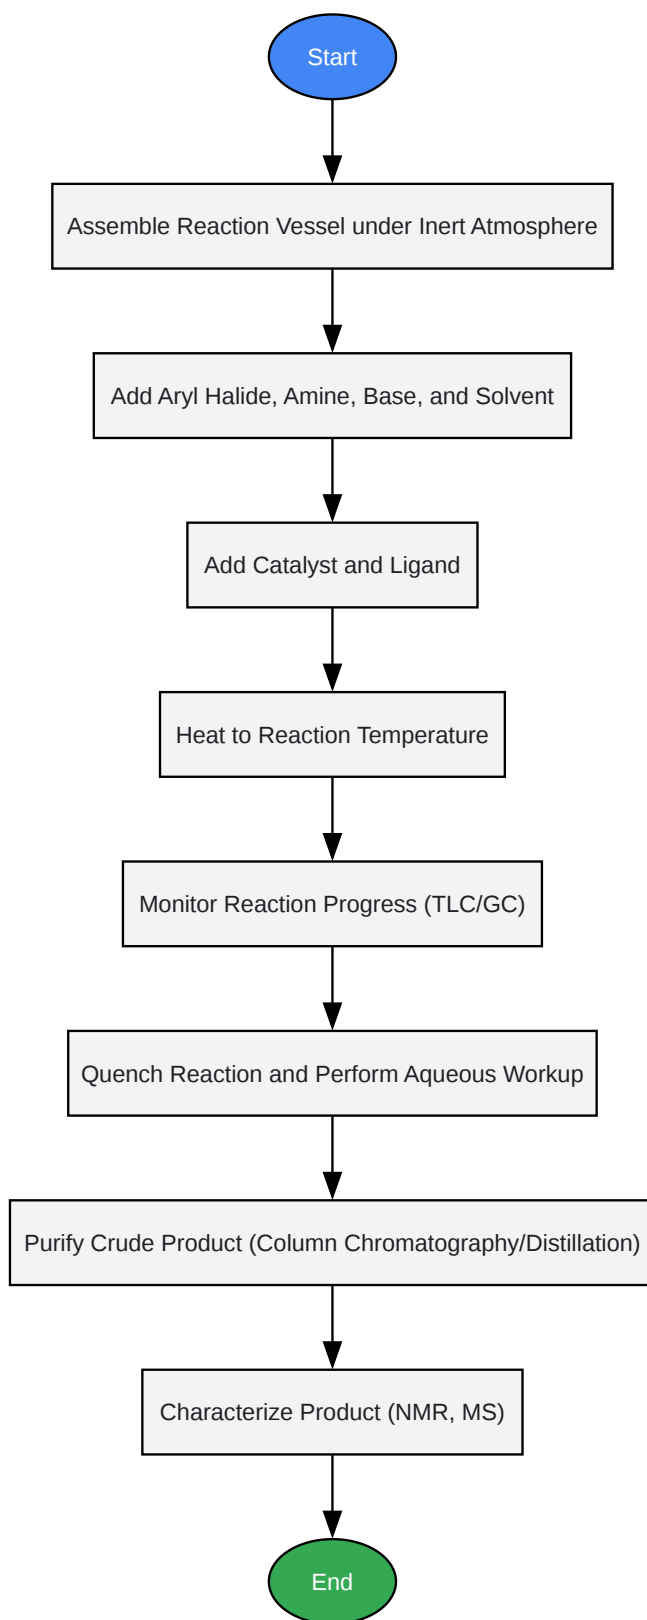 Start
Assemble Reaction Vessel under Inert Atmosphere
Add Aryl Halide, Amine, Base, and Solvent
Add Catalyst and Ligand
Heat to Reaction Temperature
Monitor Reaction Progress (TLC/GC)
Quench Reaction and Perform Aqueous Workup
Purify Crude Product (Column Chromatography/Distillation)
Characterize Product (NMR, MS)
End